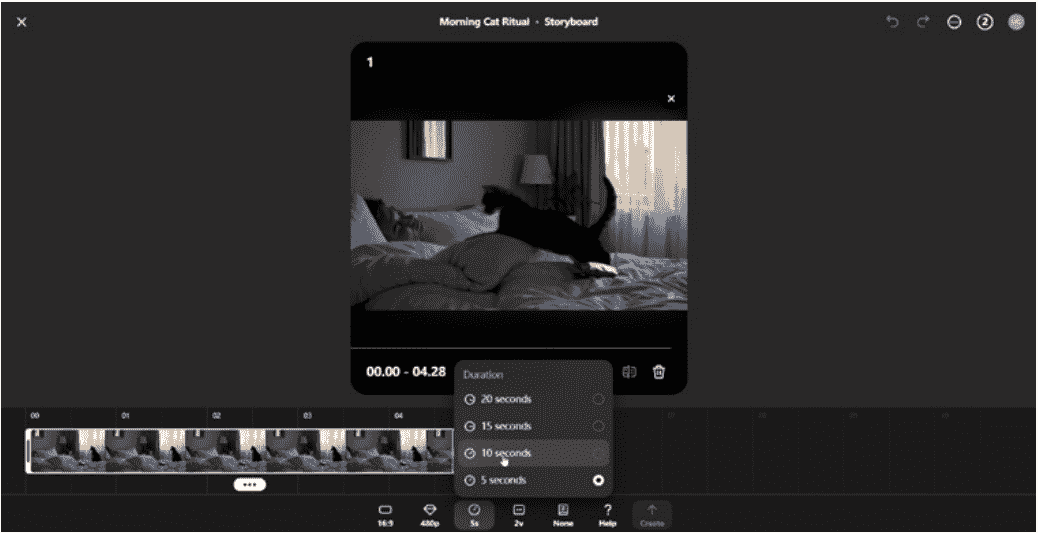 Morning Cat Ritual • Storyboard
2
1
00.00 - 04.28
Duration
20 seconds
15 seconds
10 seconds
5 seconds
00 01 02 03 04
16:9 480p 5s 2v None Help Create